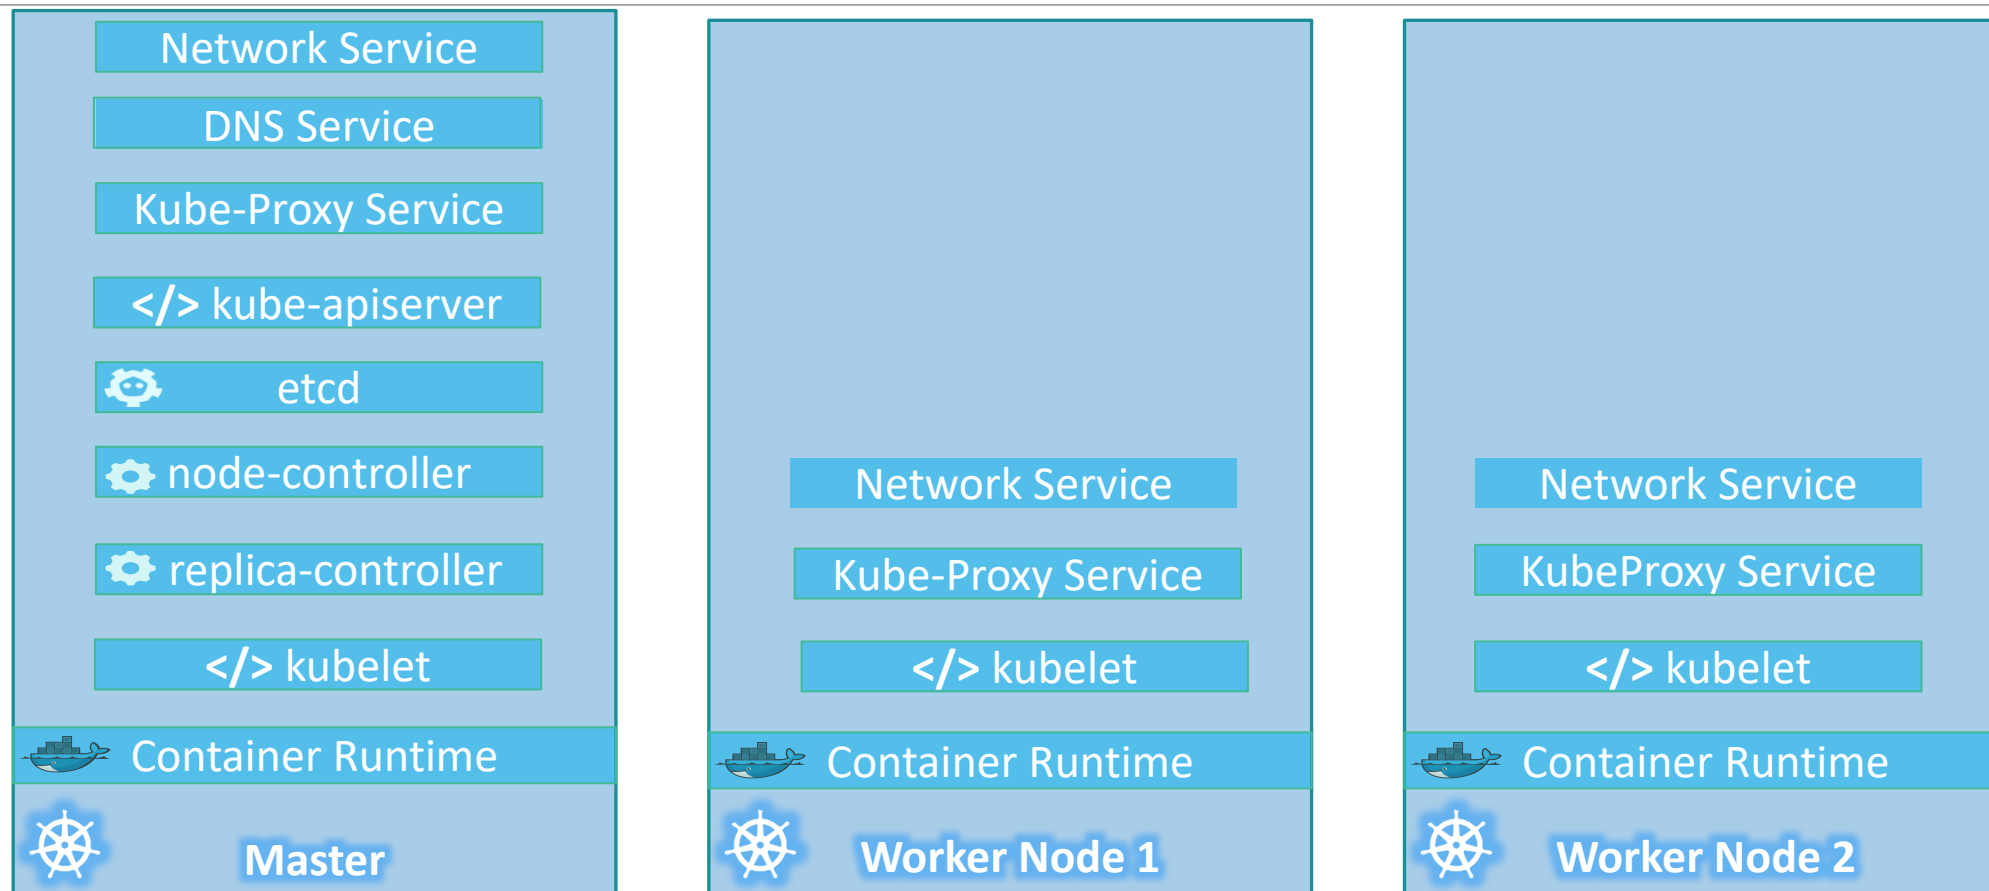 Network Service
DNS Service
Kube-Proxy Service
</> kube-apiserver
etcd
node-controller
replica-controller
</> kubelet
Container Runtime
Master
Network Service
Kube-Proxy Service
</> kubelet
Container Runtime
Worker Node 1
Network Service
KubeProxy Service
</> kubelet
Container Runtime
Worker Node 2